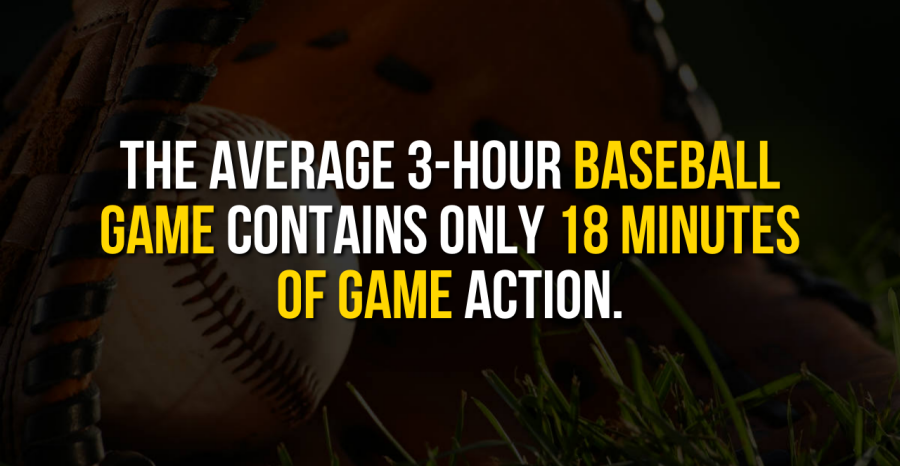 THE AVERAGE 3-HOUR BASEBALL
GAME CONTAINS ONLY 18 MINUTES
OF GAME ACTION.